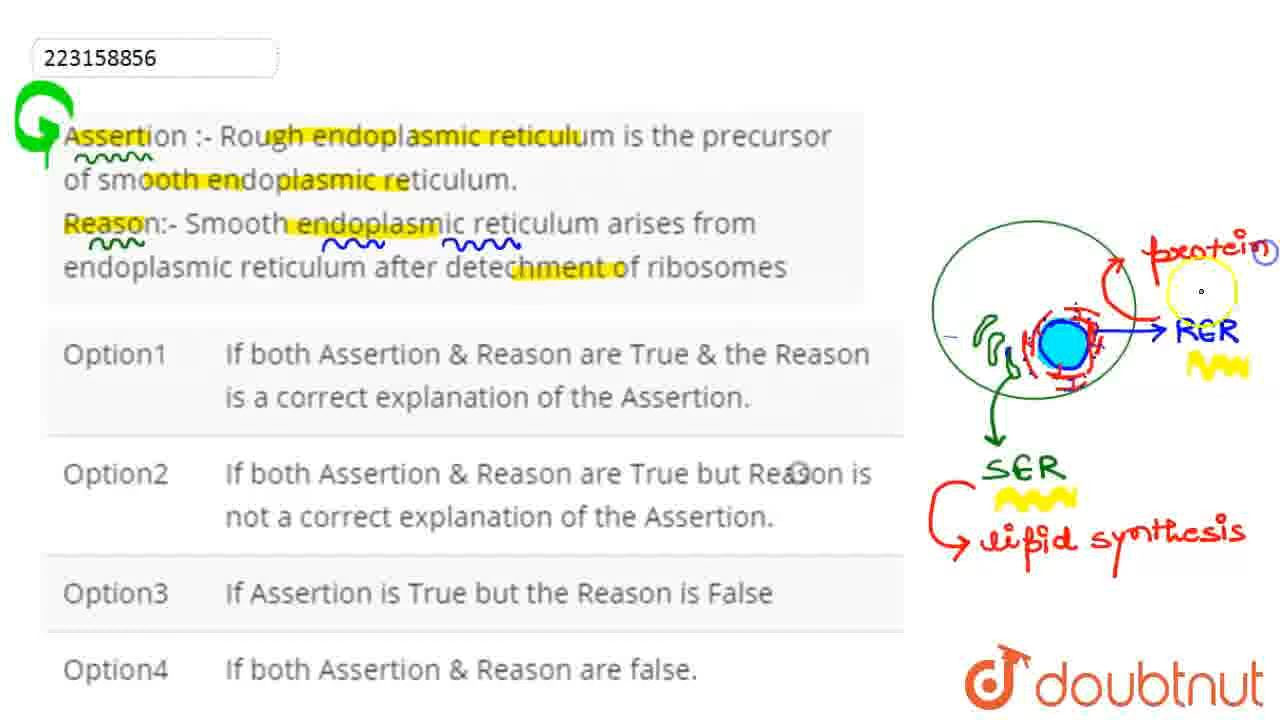 223158856
Assertion :- Rough endoplasmic reticulum is the precursor
of smooth endoplasmic reticulum.
Reason:- Smooth endoplasmic reticulum arises from
endoplasmic reticulum after detechment of ribosomes
Option1 If both Assertion & Reason are True & the Reason
is a correct explanation of the Assertion.
Option2 If both Assertion & Reason are True but Reason is
not a correct explanation of the Assertion.
Option3 If Assertion is True but the Reason is False
Option4 If both Assertion & Reason are false.
protein
RER
SER
lipid synthesis
doubtnut